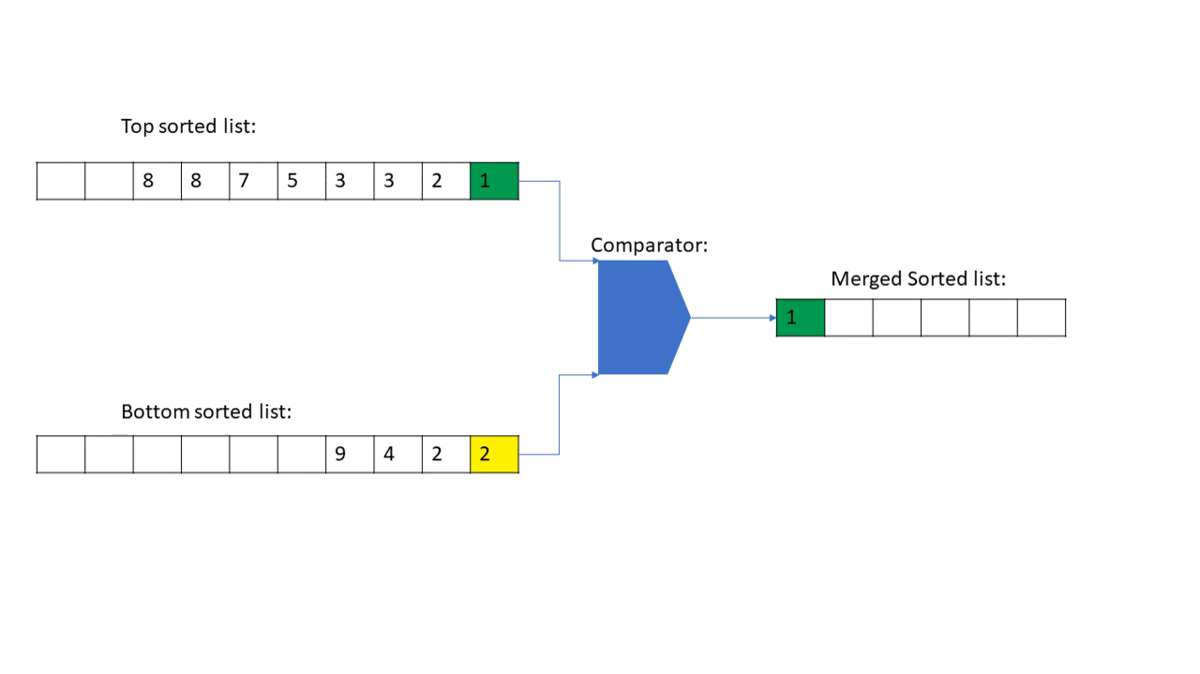 Top sorted list:
8 8 7 5 3 3 2 1
Comparator:
Merged Sorted list:
1
Bottom sorted list:
9 4 2 2